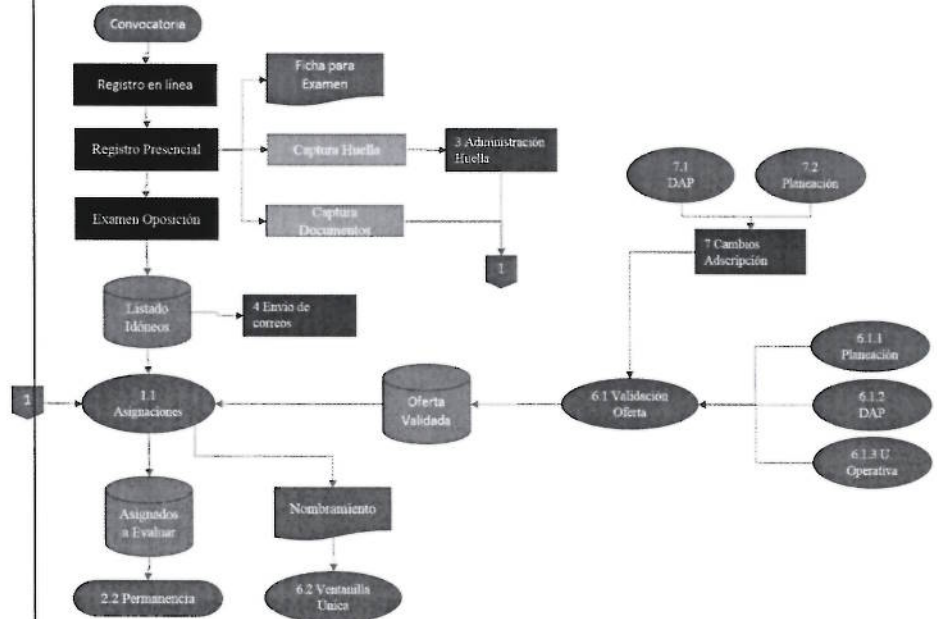 Convocatoria
Registro en línea
Ficha para
Examen
Registro Presencial
Captura Huella
3 Administración
Huella
Examen Oposición
Captura
Documentos
1
7.1
DAP
7.2
Planeación
7 Cambios
Adscripción
Listado
Idóneos
4 Envio de
correos
1
1.1
Asignaciones
Oferta
Validada
6.1 Validación
Oferta
6.1.1
Planeación
6.1.2
DAP
6.1.3 U.
Operativa
Asignados
a Evaluar
Nombramiento
2.2 Permanencia
6.2 Ventanilla
Unica